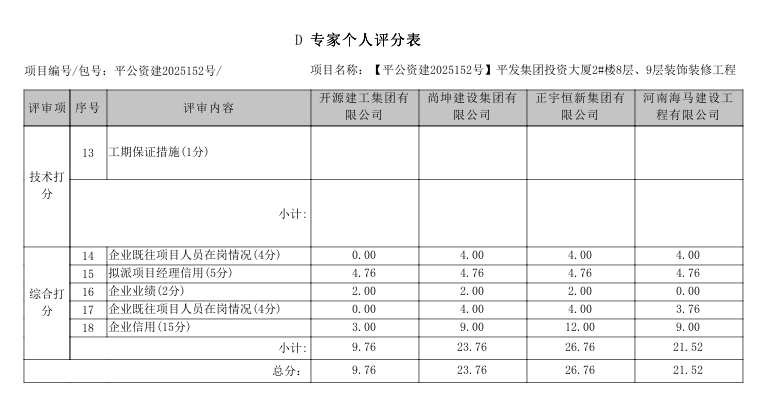 D 专家个人评分表
项目编号/包号：平公资建2025152号/ 项目名称：【平公资建2025152号】平发集团投资大厦2#楼8层、9层装饰装修工程
评审项 序号 评审内容 开源建工集团有限公司 尚坤建设集团有限公司 正宇恒新集团有限公司 河南海马建设工程有限公司
技术打分
13 工期保证措施(1分)
小计:
综合打分
14 企业既往项目人员在岗情况(4分) 0.00 4.00 4.00 4.00
15 拟派项目经理信用(5分) 4.76 4.76 4.76 4.76
16 企业业绩(2分) 2.00 2.00 2.00 0.00
17 企业既往项目人员在岗情况(4分) 0.00 4.00 4.00 3.76
18 企业信用(15分) 3.00 9.00 12.00 9.00
小计: 9.76 23.76 26.76 21.52
总分： 9.76 23.76 26.76 21.52